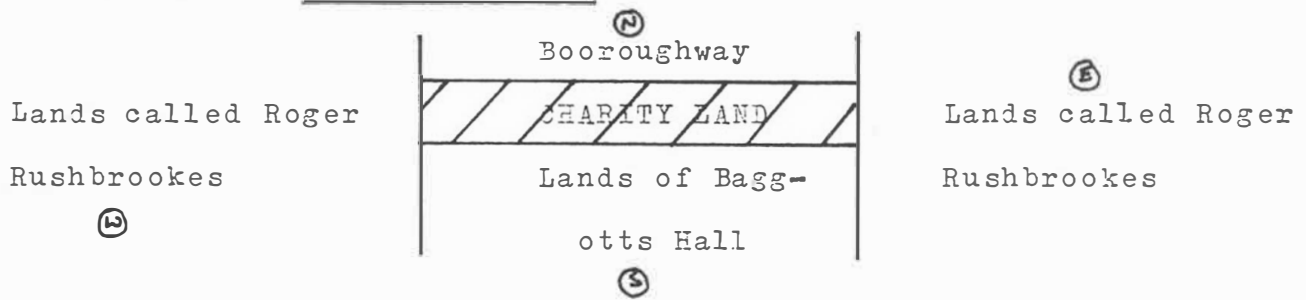 N
Booroughway
E
Lands called Roger CHARITY LAND Lands called Roger
Rushbrookes Lands of Bagg- Rushbrookes
W
otts Hall
S